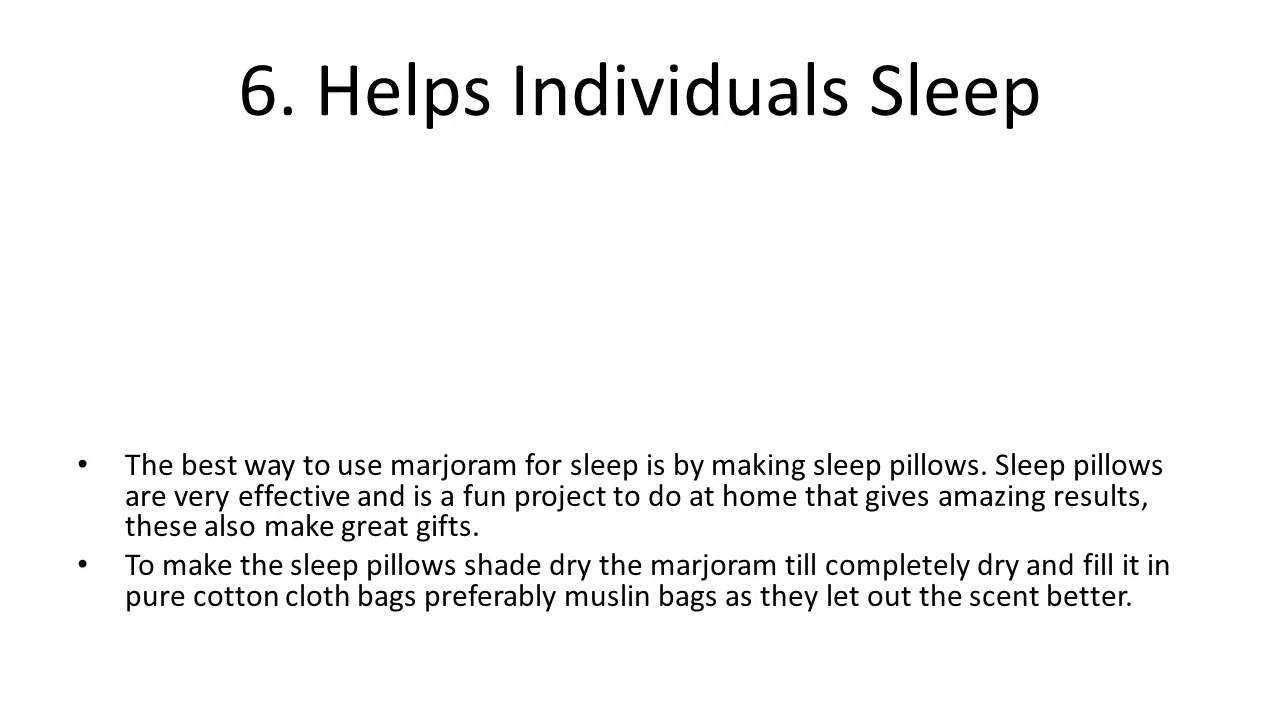 6. Helps Individuals Sleep
• The best way to use marjoram for sleep is by making sleep pillows. Sleep pillows
are very effective and is a fun project to do at home that gives amazing results,
these also make great gifts.
• To make the sleep pillows shade dry the marjoram till completely dry and fill it in
pure cotton cloth bags preferably muslin bags as they let out the scent better.